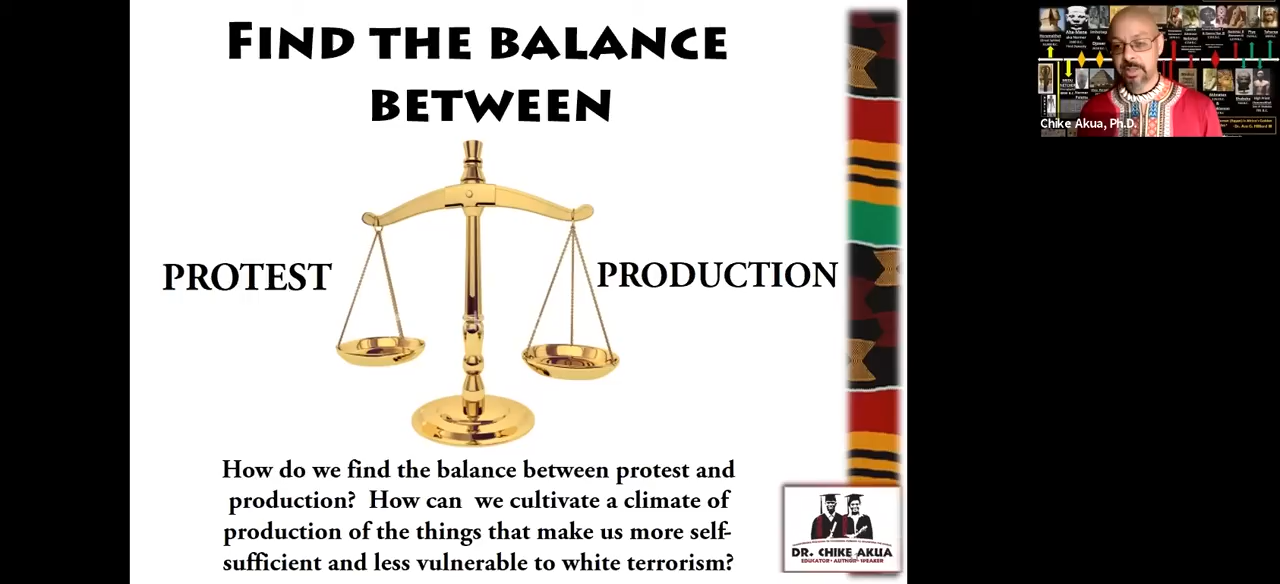 FIND THE BALANCE
BETWEEN
PROTEST
PRODUCTION
How do we find the balance between protest and
production? How can we cultivate a climate of
production of the things that make us more self-
sufficient and less vulnerable to white terrorism?
DR. CHIKE AKUA
EDUCATOR • AUTHOR • SPEAKER
Chike Akua, Ph.D.